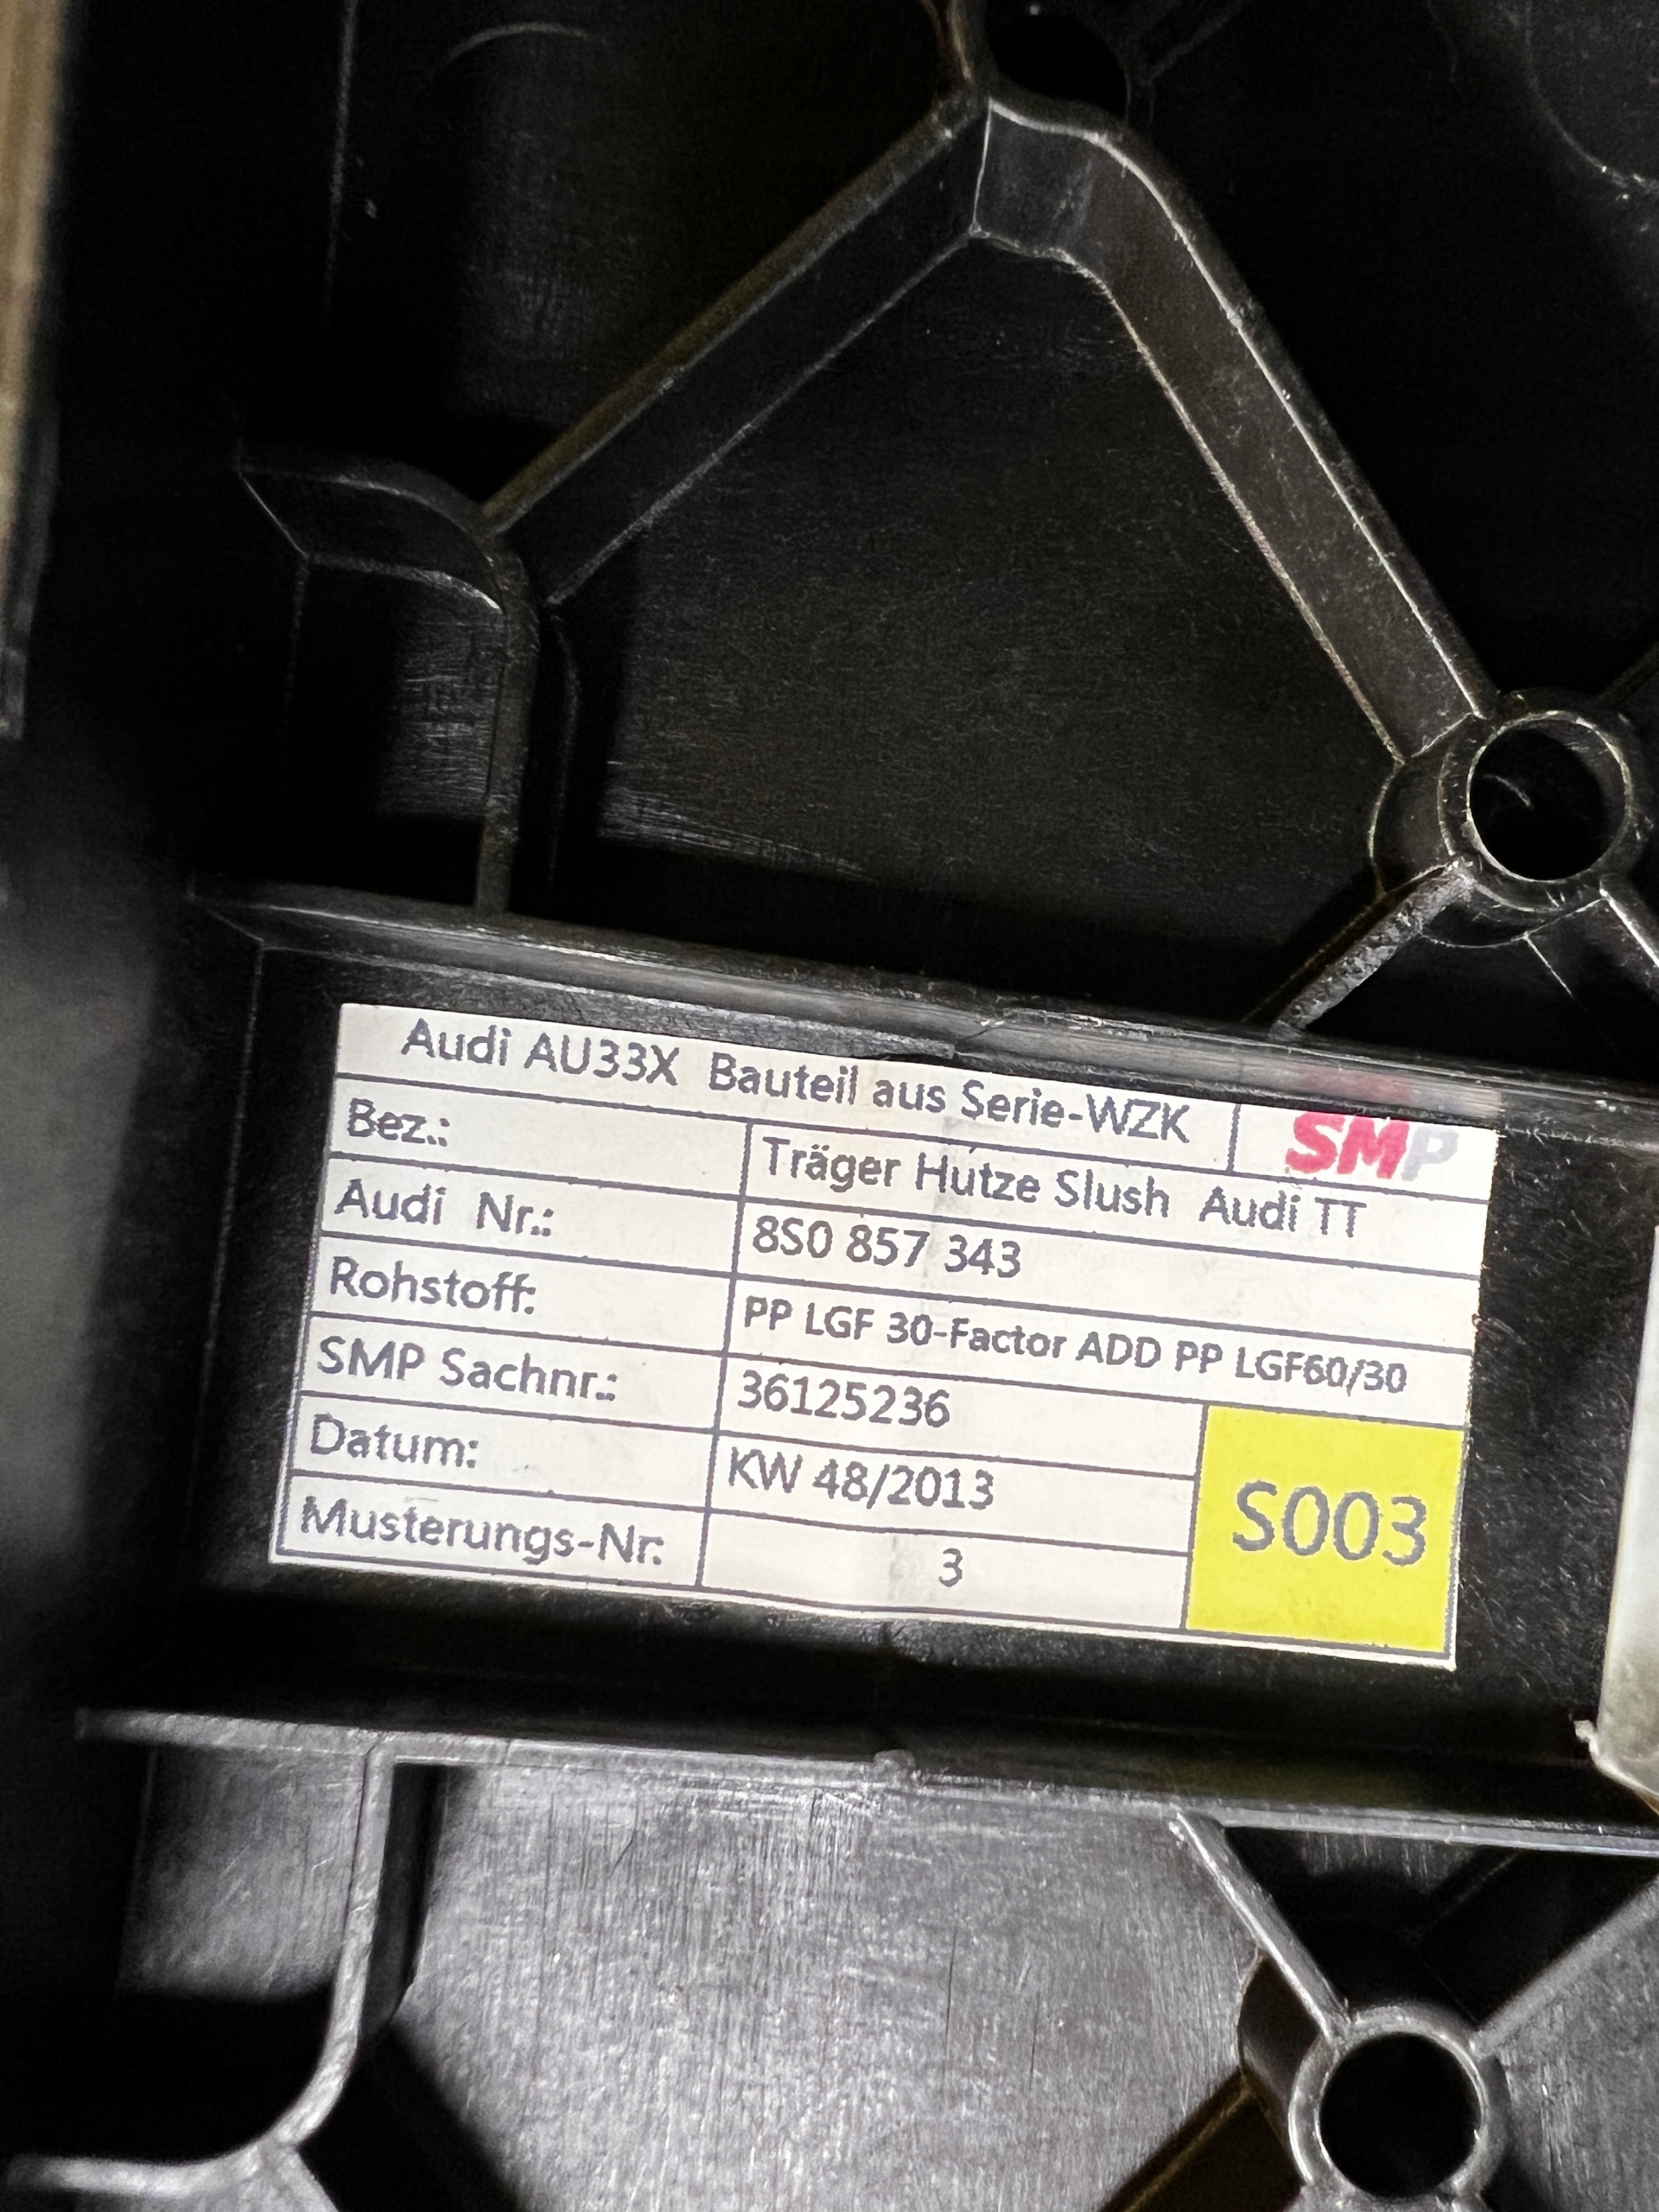 Audi AU33X Bauteil aus Serie-WZK SMP
Bez.: Träger Hutze Slush Audi TT
Audi Nr.: 8S0 857 343
Rohstoff: PP LGF 30-Factor ADD PP LGF60/30
SMP Sachnr.: 36125236
Datum: KW 48/2013
Musterungs-Nr. 3
S003